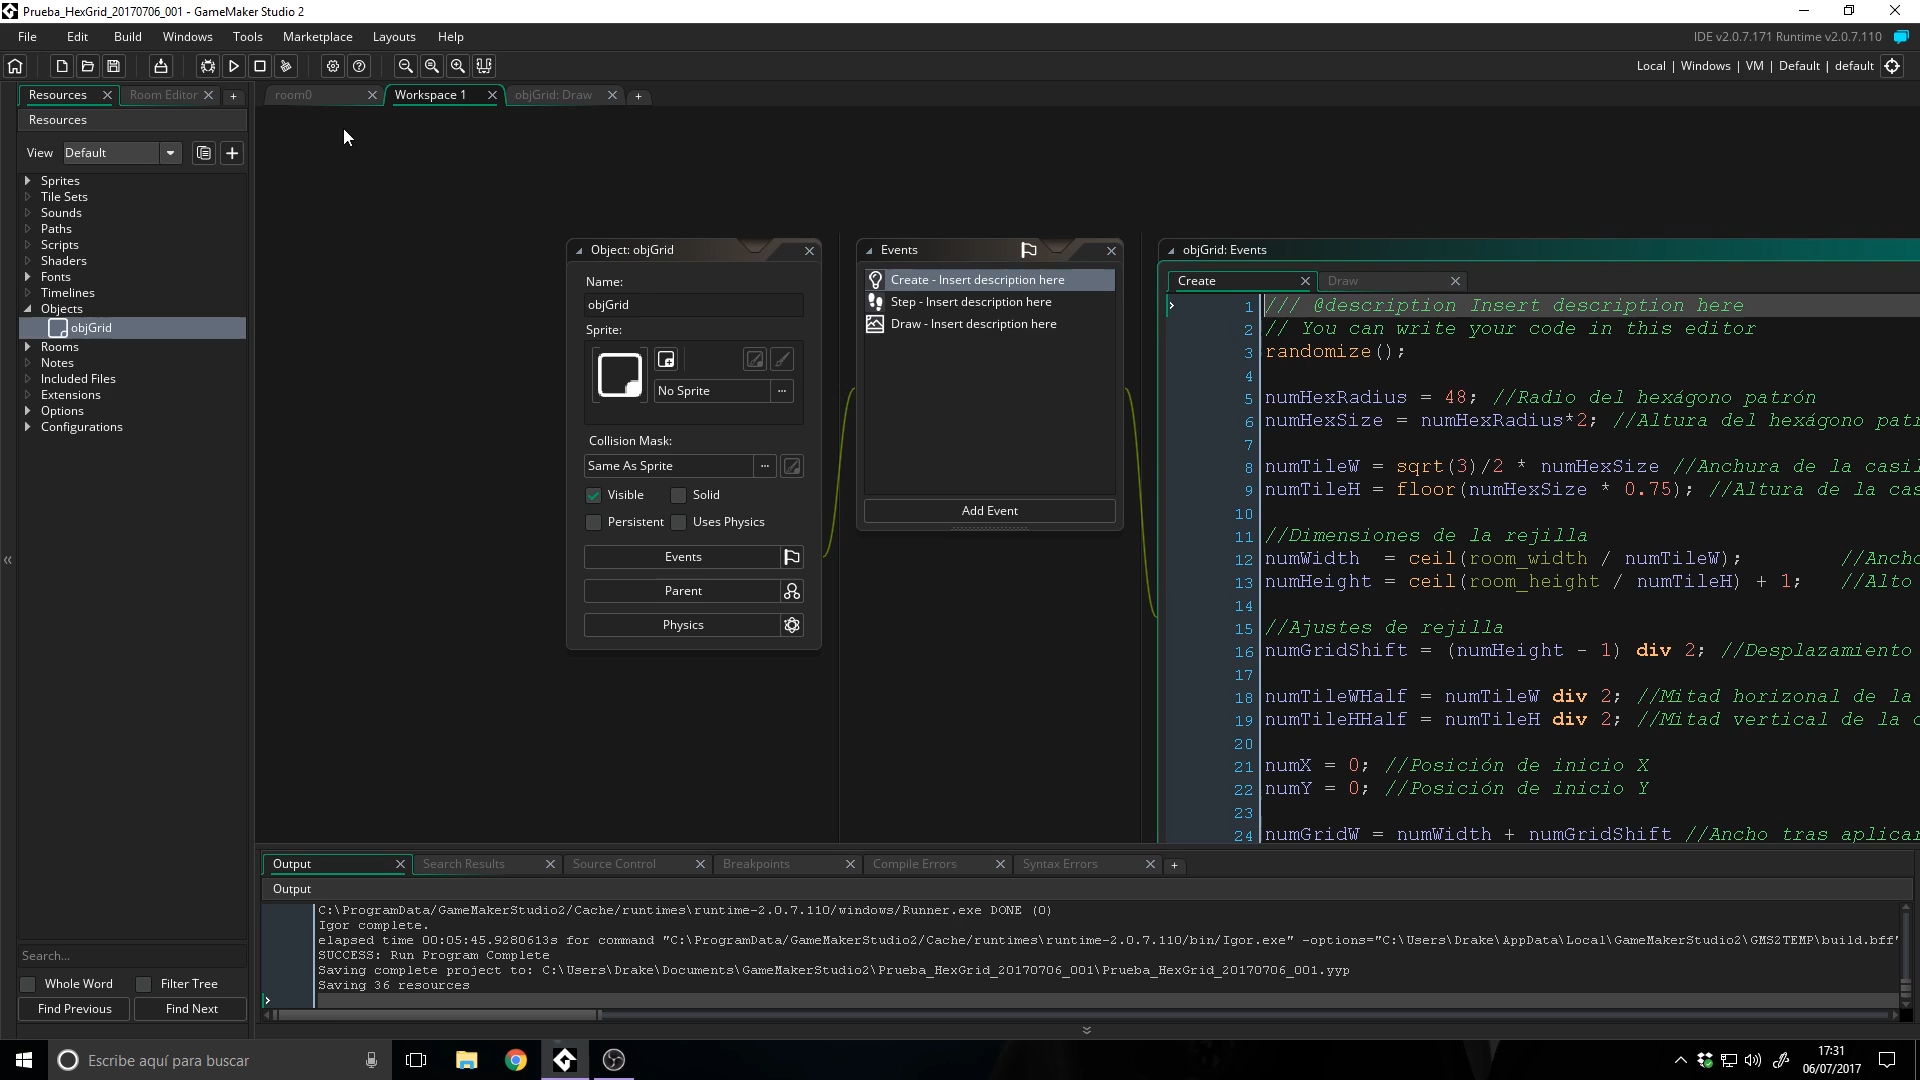 Prueba_HexGrid_20170706_001 - GameMaker Studio 2
File Edit Build Windows Tools Marketplace Layouts Help
IDE v2.0.7.171 Runtime v2.0.7.110
Local | Windows | VM | Default | default
Resources Room Editor +
room0 Workspace 1 objGrid: Draw +
Resources
View Default
Sprites
Tile Sets
Sounds
Paths
Scripts
Shaders
Fonts
Timelines
Objects
objGrid
Rooms
Notes
Included Files
Extensions
Options
Configurations
Search...
Whole Word Filter Tree
Find Previous Find Next
Object: objGrid
Name:
objGrid
Sprite:
No Sprite ...
Collision Mask:
Same As Sprite ...
Visible Solid
Persistent Uses Physics
Events
Parent
Physics
Events
Create - Insert description here
Step - Insert description here
Draw - Insert description here
Add Event
objGrid: Events
Create Draw
1 /// @description Insert description here
2 // You can write your code in this editor
3 randomize();
4
5 numHexRadius = 48; //Radio del hexágono patrón
6 numHexSize = numHexRadius*2; //Altura del hexágono patr
7
8 numTileW = sqrt(3)/2 * numHexSize //Anchura de la casil
9 numTileH = floor(numHexSize * 0.75); //Altura de la cas
10
11 //Dimensiones de la rejilla
12 numWidth = ceil(room_width / numTileW); //Ancho
13 numHeight = ceil(room_height / numTileH) + 1; //Alto
14
15 //Ajustes de rejilla
16 numGridShift = (numHeight - 1) div 2; //Desplazamiento
17
18 numTileWHalf = numTileW div 2; //Mitad horizonal de la
19 numTileHHalf = numTileH div 2; //Mitad vertical de la c
20
21 numX = 0; //Posición de inicio X
22 numY = 0; //Posición de inicio Y
23
24 numGridW = numWidth + numGridShift //Ancho tras aplicar
Output Search Results Source Control Breakpoints Compile Errors Syntax Errors +
Output
C:\ProgramData/GameMakerStudio2/Cache/runtimes\runtime-2.0.7.110/windows/Runner.exe DONE (0)
Igor complete.
elapsed time 00:05:45.9280613s for command "C:\ProgramData/GameMakerStudio2/Cache/runtimes\runtime-2.0.7.110/bin/Igor.exe" -options="C:\Users\Drake\AppData\Local\GameMakerStudio2\GMS2TEMP\build.bff"
SUCCESS: Run Program Complete
Saving complete project to: C:\Users\Drake\Documents\GameMakerStudio2\Prueba_HexGrid_20170706_001\Prueba_HexGrid_20170706_001.yyp
Saving 36 resources
Escribe aquí para buscar
17:31
06/07/2017